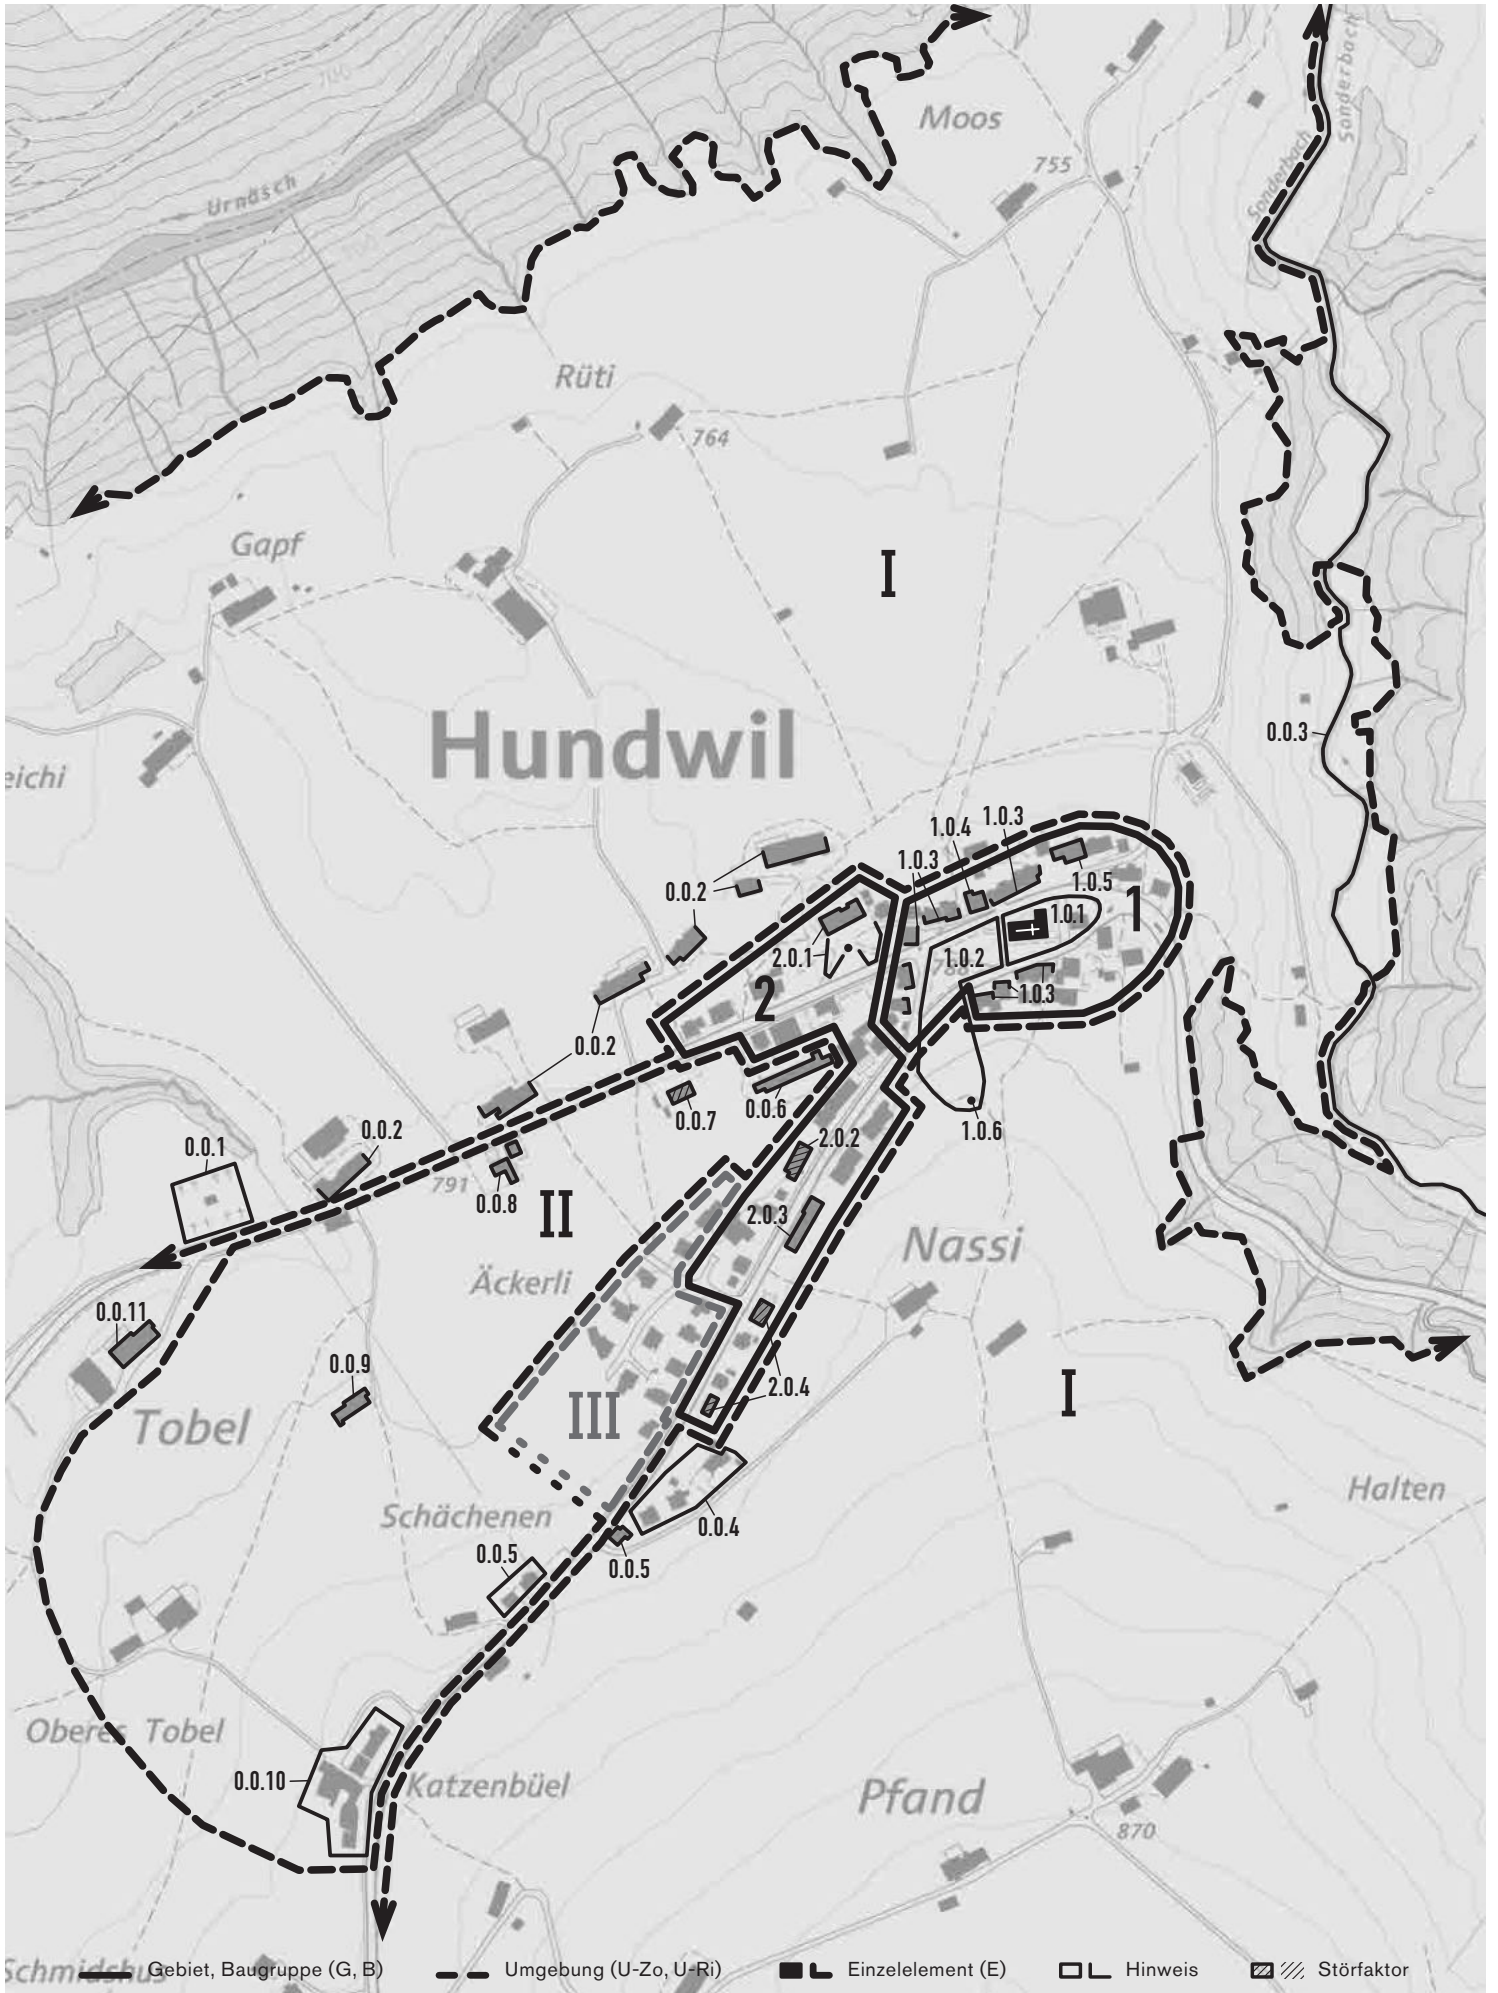 Sonderbach
Moos
Sonderbach
755
700
Urnäsch
Rüti
764
Gapf
I
Hundwil
0.0.3
eichi
1.0.3
1.0.4
1.0.3
1.0.5
0.0.2
1.0.1
1
2.0.1
1.0.2
788
2
1.0.3
0.0.2
0.0.7
0.0.6
1.0.6
0.0.2
2.0.2
0.0.1
791
0.0.8
II
2.0.3
Nassi
Äckerli
0.0.11
0.0.9
2.0.4
I
III
Tobel
Halten
Schächenen
0.0.4
0.0.5
0.0.5
Oberes Tobel
0.0.10
Katzenbüel
Pfand
870
Schmidshus
Gebiet, Baugruppe (G, B) Umgebung (U-Zo, U-Ri) Einzelelement (E) Hinweis Störfaktor